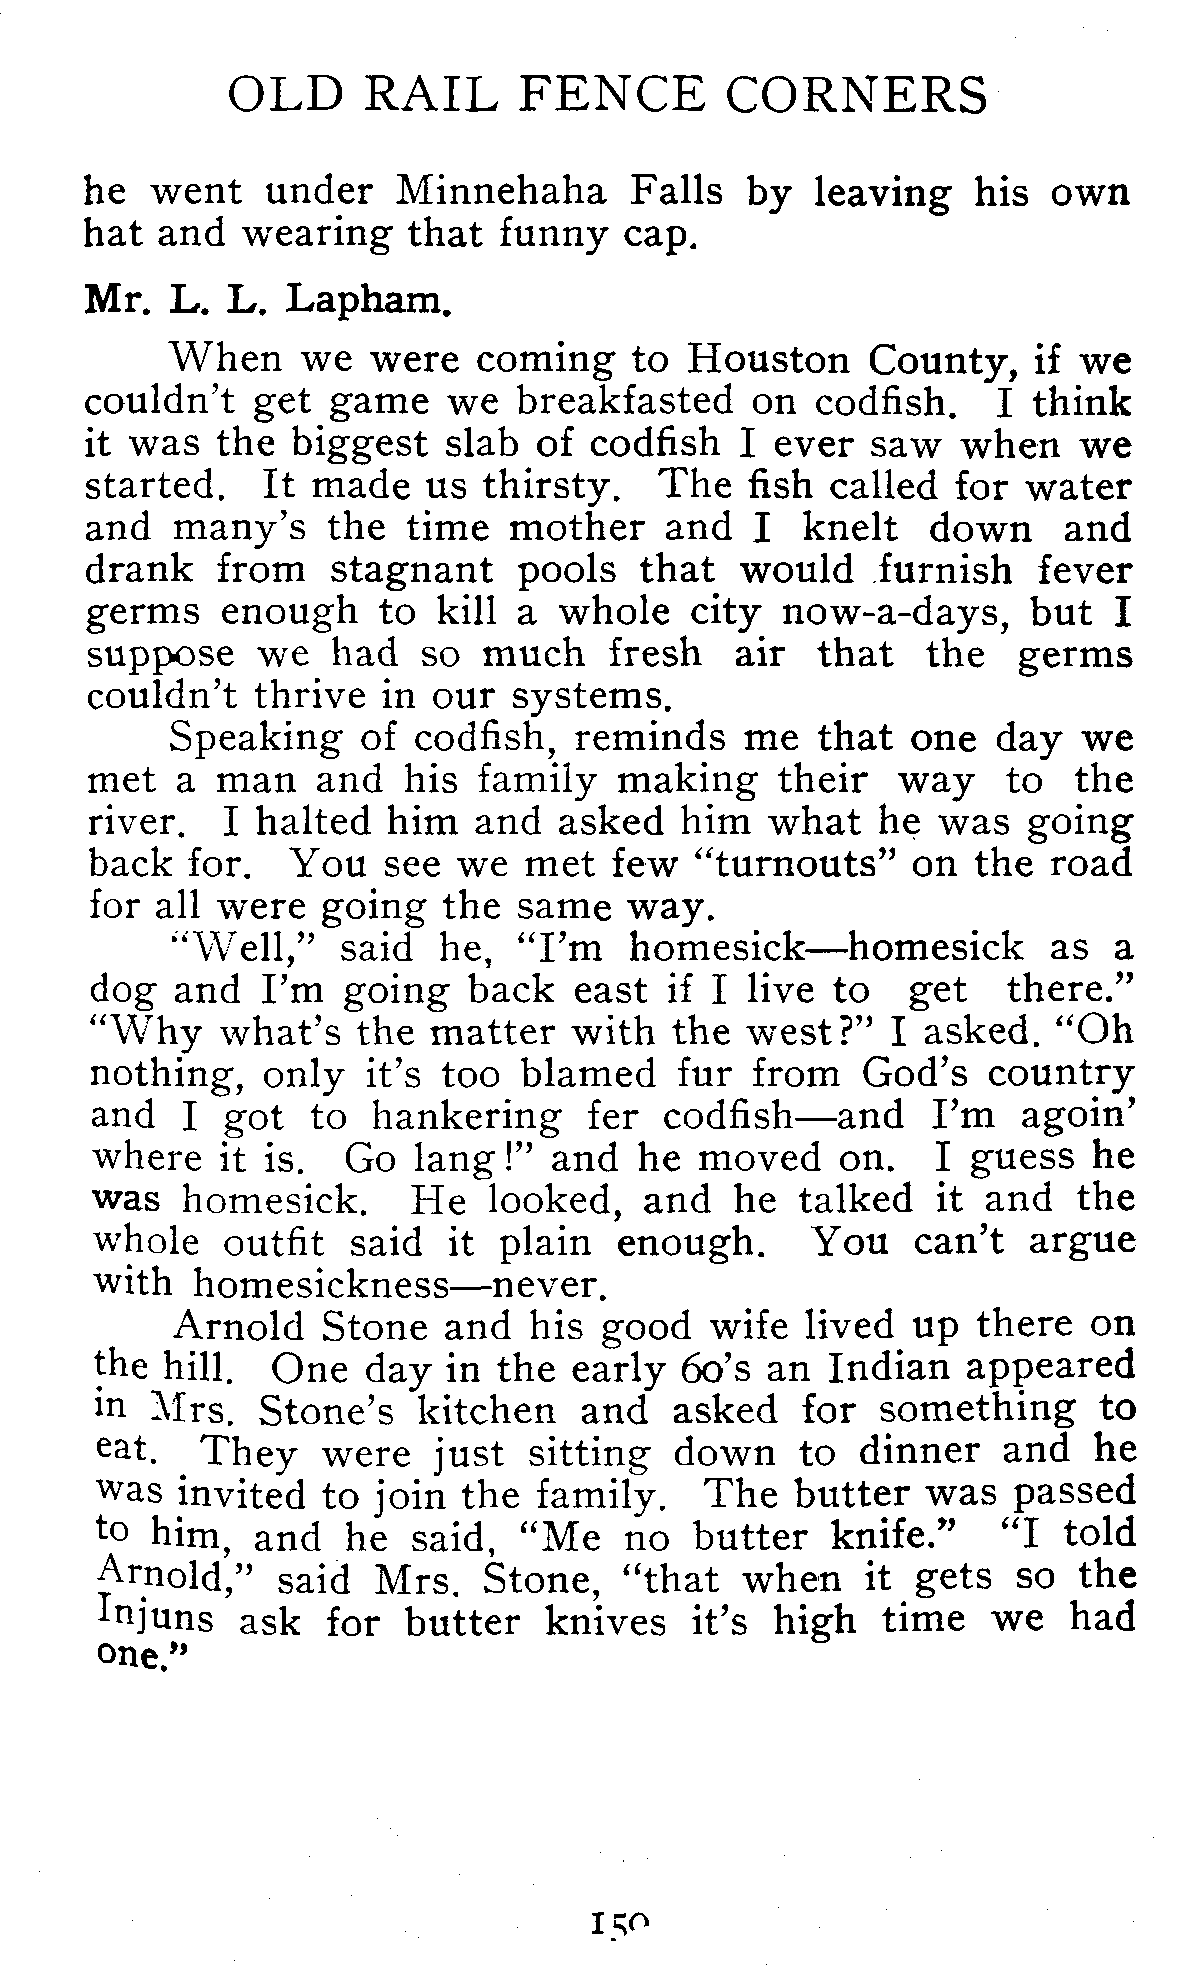 OLD RAIL FENCE CORNERS
he went under Minnehaha Falls by leaving his own
hat and wearing that funny cap.
Mr. L. L. Lapham.
When we were coming to Houston County, if we
couldn't get game we breakfasted on codfish. I think
it was the biggest slab of codfish I ever saw when we
started. It made us thirsty. The fish called for water
and many's the time mother and I knelt down and
drank from stagnant pools that would furnish fever
germs enough to kill a whole city now-a-days, but I
suppose we had so much fresh air that the germs
couldn't thrive in our systems.
Speaking of codfish, reminds me that one day we
met a man and his family making their way to the
river. I halted him and asked him what he was going
back for. You see we met few "turnouts" on the road
for all were going the same way.
"Well," said he, "I'm homesick—homesick as a
dog and I'm going back east if I live to get there."
"Why what's the matter with the west?" I asked. "Oh
nothing, only it's too blamed fur from God's country
and I got to hankering fer codfish—and I'm agoin'
where it is. Go lang!" and he moved on. I guess he
was homesick. He looked, and he talked it and the
whole outfit said it plain enough. You can't argue
with homesickness—never.
Arnold Stone and his good wife lived up there on
the hill. One day in the early 60's an Indian appeared
in Mrs. Stone's kitchen and asked for something to
eat. They were just sitting down to dinner and he
was invited to join the family. The butter was passed
to him, and he said, "Me no butter knife." "I told
Arnold," said Mrs. Stone, "that when it gets so the
Injuns ask for butter knives it's high time we had
one."
150